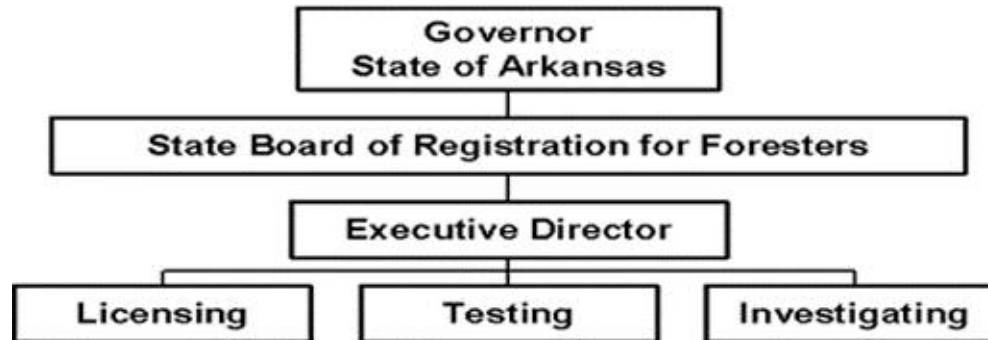 Governor
State of Arkansas
State Board of Registration for Foresters
Executive Director
Licensing
Testing
Investigating